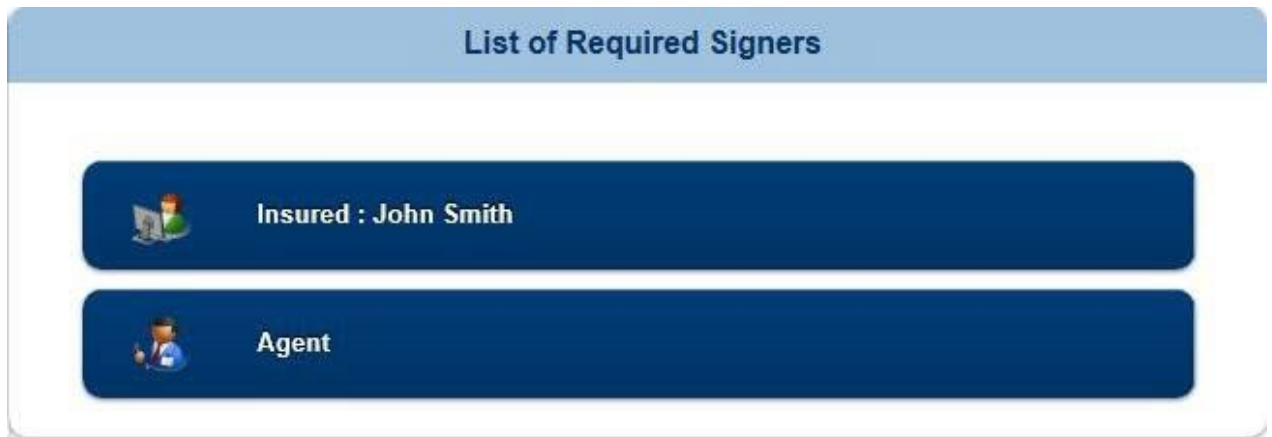 List of Required Signers
Insured : John Smith
Agent